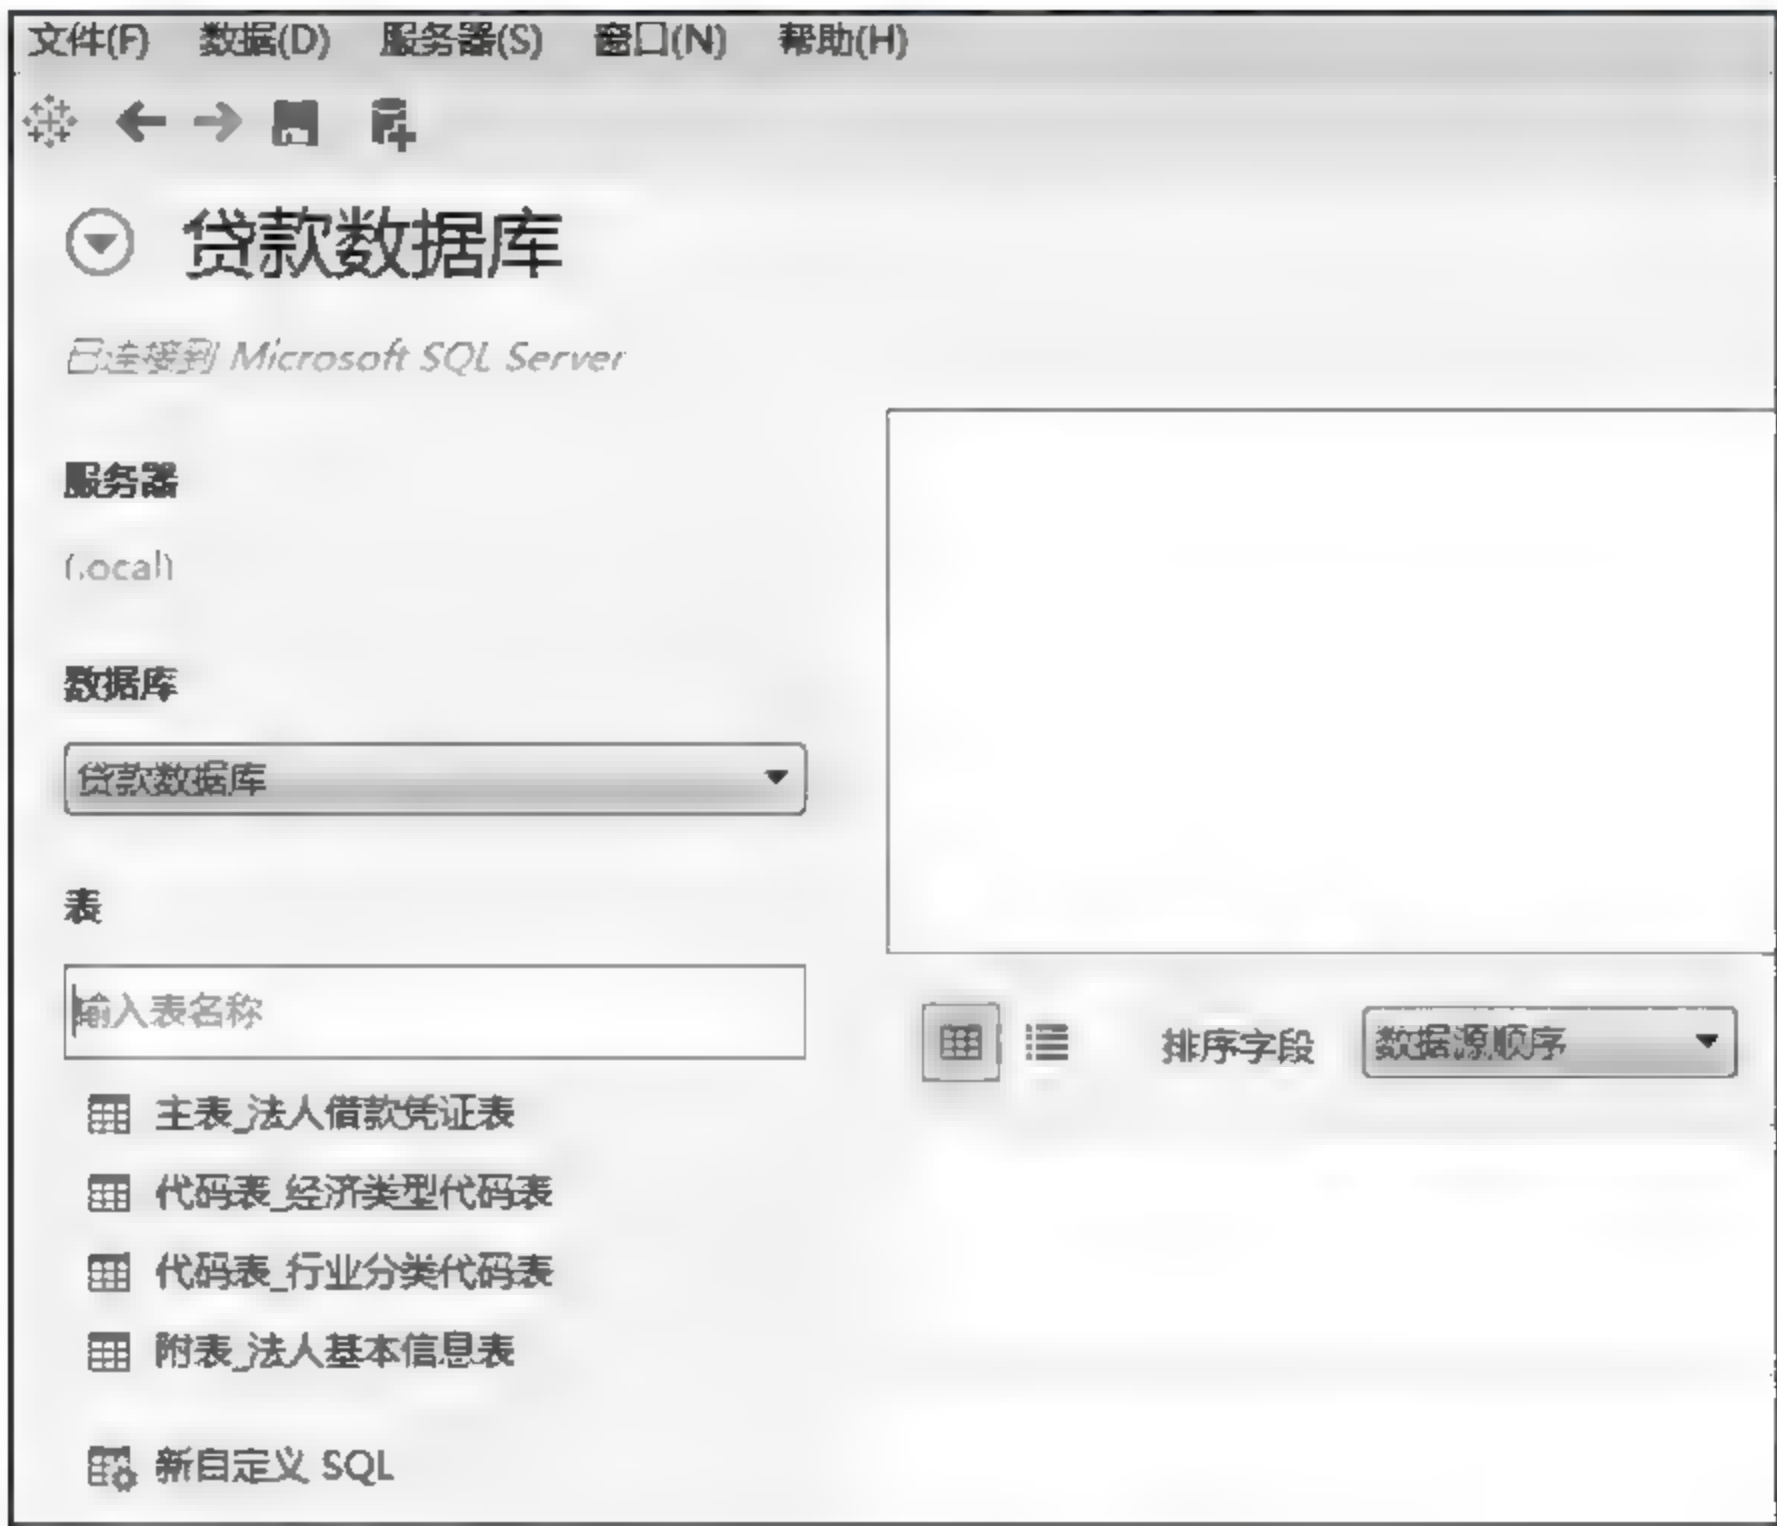 文件(F) 数据(D) 服务器(S) 窗口(N) 帮助(H)
贷款数据库
已连接到 Microsoft SQL Server
服务器
(Local)
数据库
贷款数据库
表
输入表名称
主表_法人借款凭证表
代码表_经济类型代码表
代码表_行业分类代码表
附表_法人基本信息表
新自定义 SQL
排序字段 数据源顺序